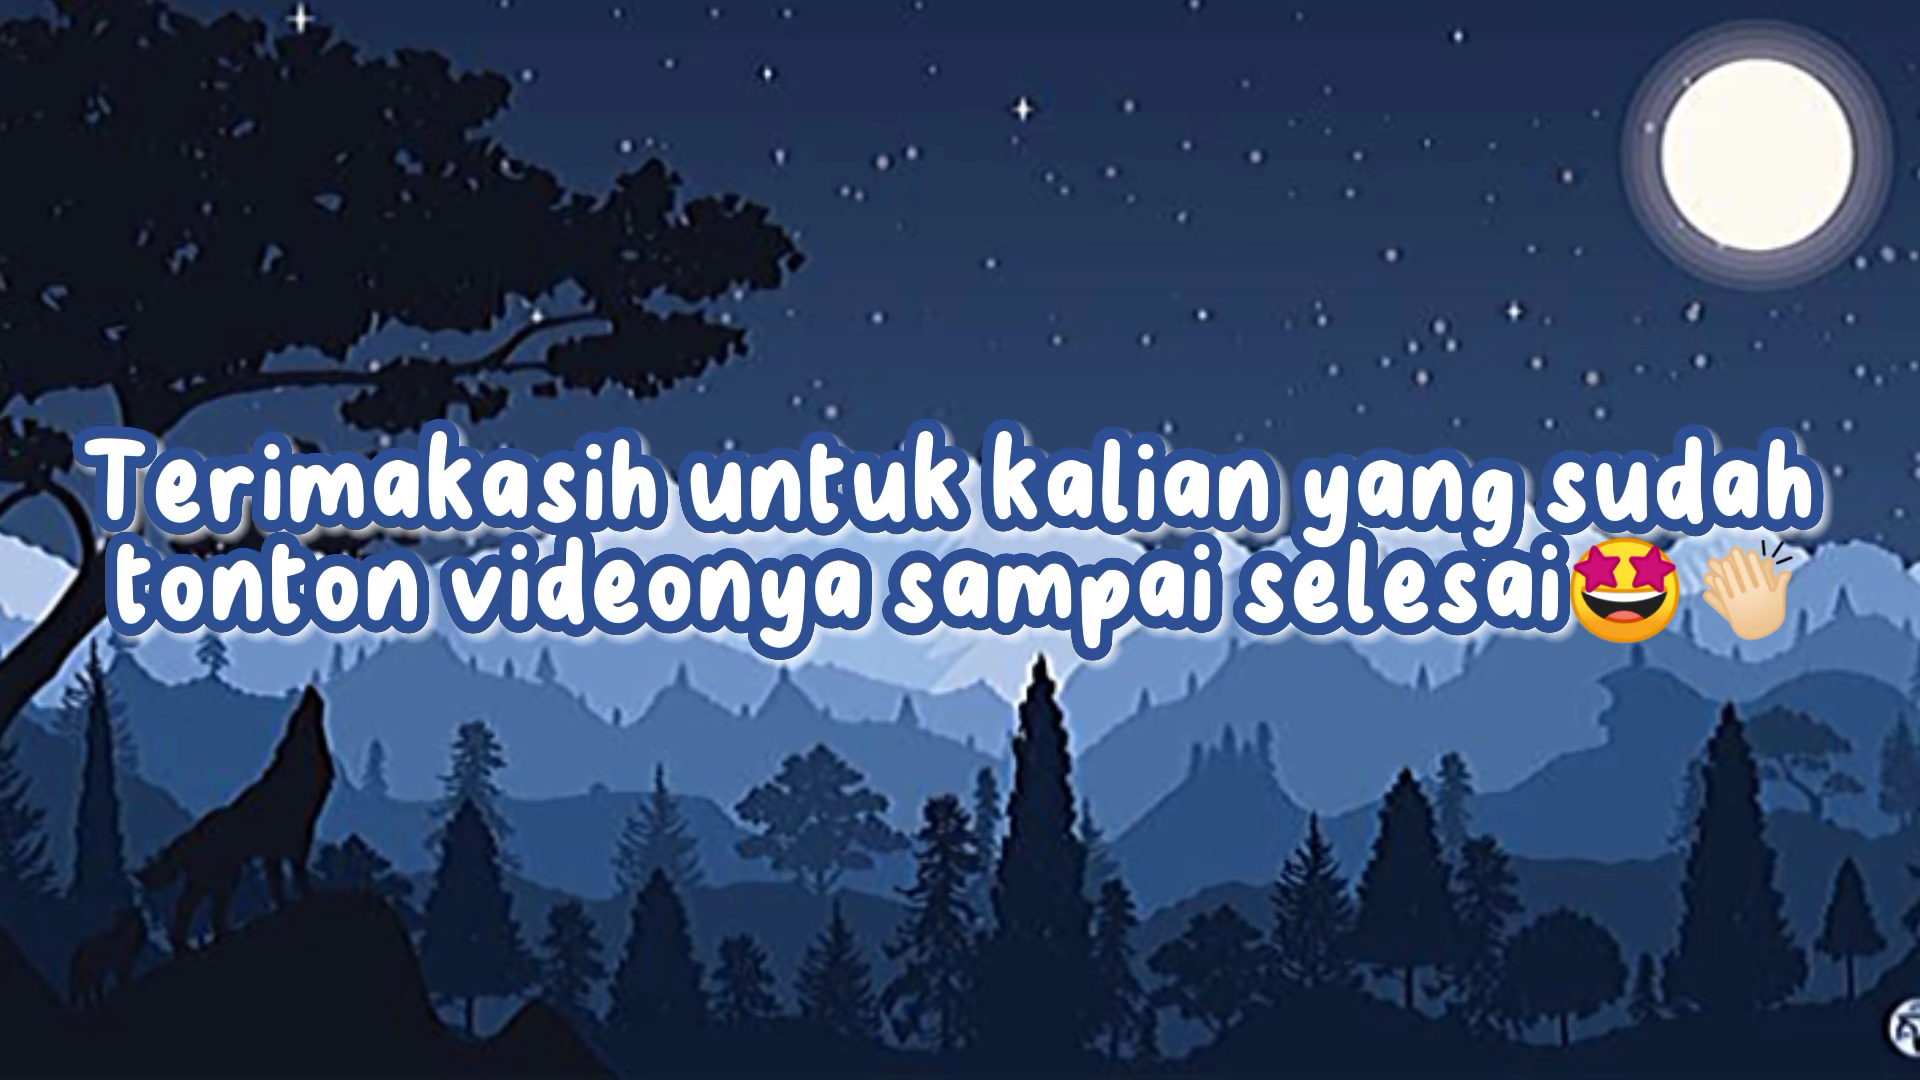 Terimakasih untuk kalian yang sudah
tonton videonya sampai selesai🤩👏🏻